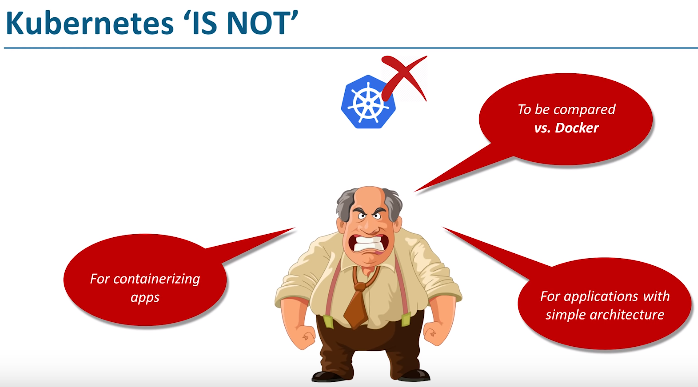 Kubernetes ‘IS NOT’
To be compared
vs. Docker
For containerizing
apps
For applications with
simple architecture